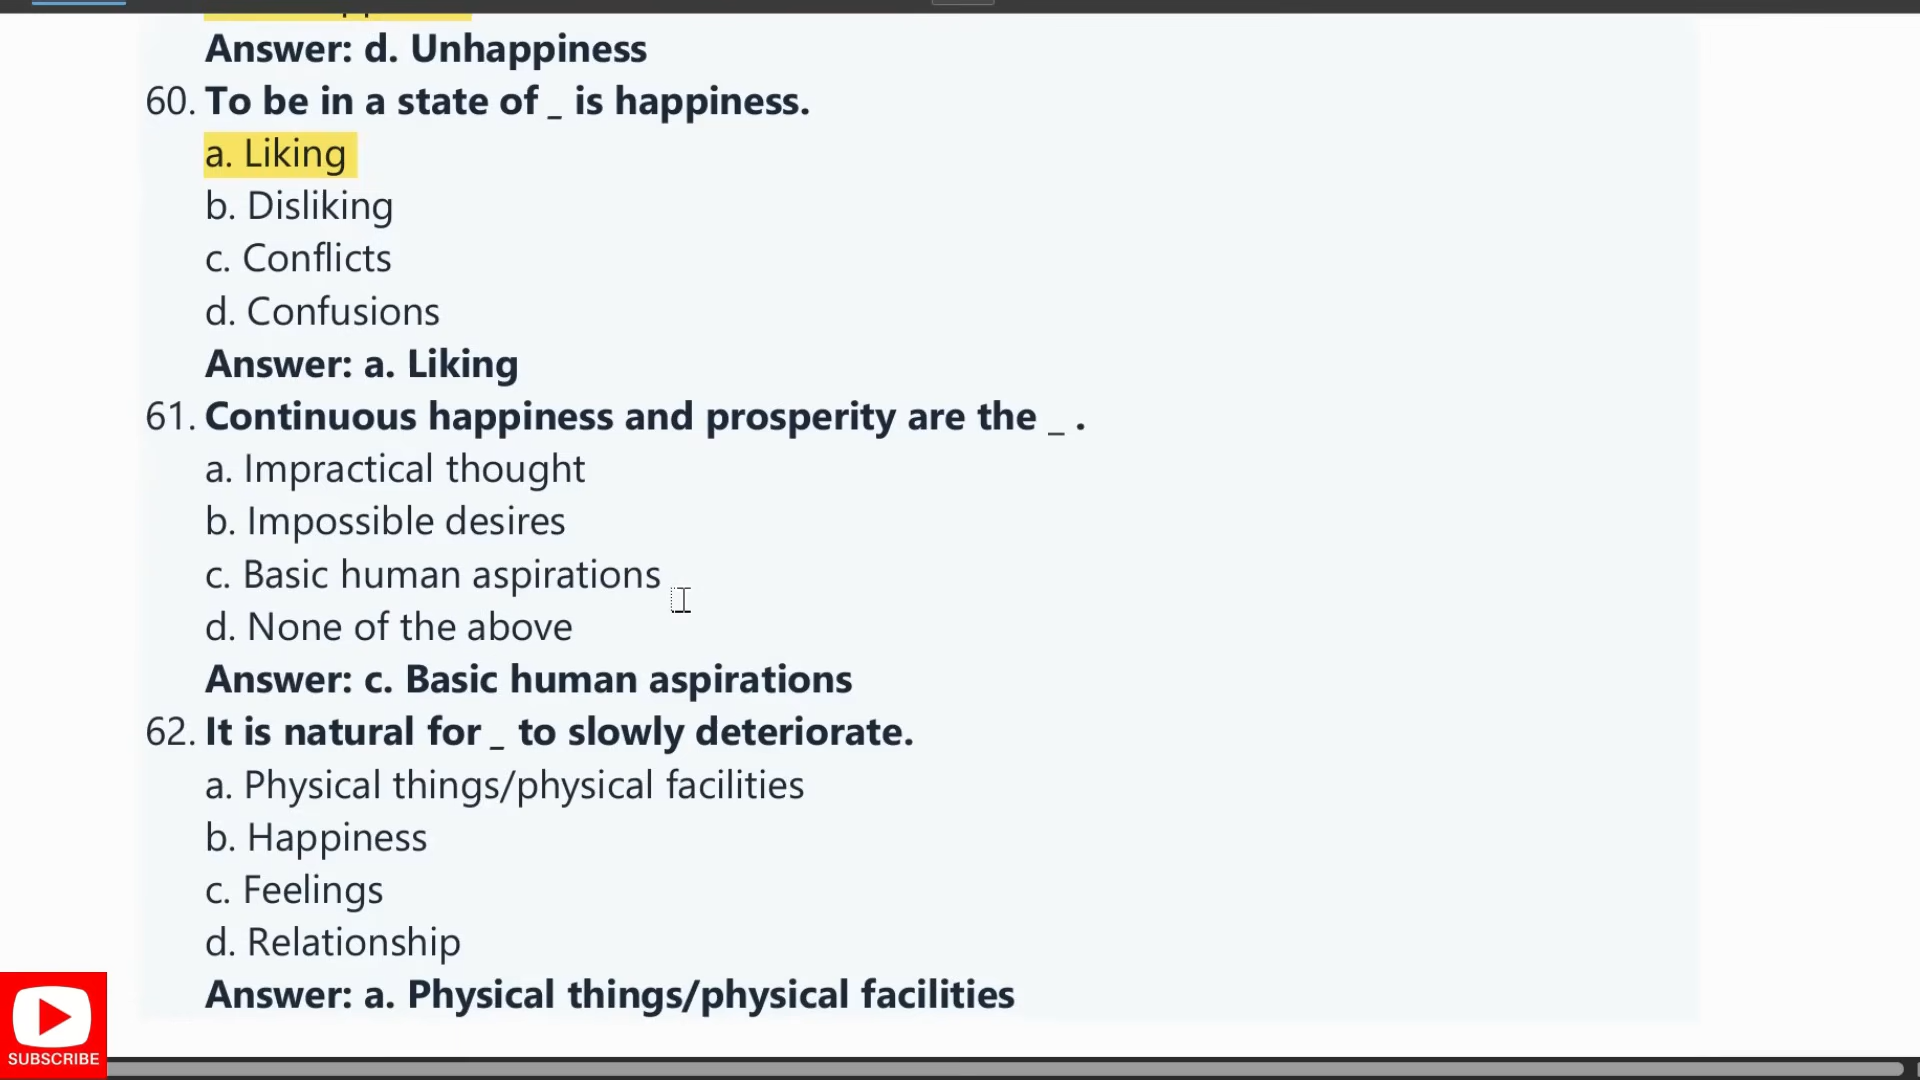 Answer: d. Unhappiness
60. To be in a state of _ is happiness.
a. Liking
b. Disliking
c. Conflicts
d. Confusions
Answer: a. Liking
61. Continuous happiness and prosperity are the _ .
a. Impractical thought
b. Impossible desires
c. Basic human aspirations
d. None of the above
Answer: c. Basic human aspirations
62. It is natural for _ to slowly deteriorate.
a. Physical things/physical facilities
b. Happiness
c. Feelings
d. Relationship
Answer: a. Physical things/physical facilities
SUBSCRIBE